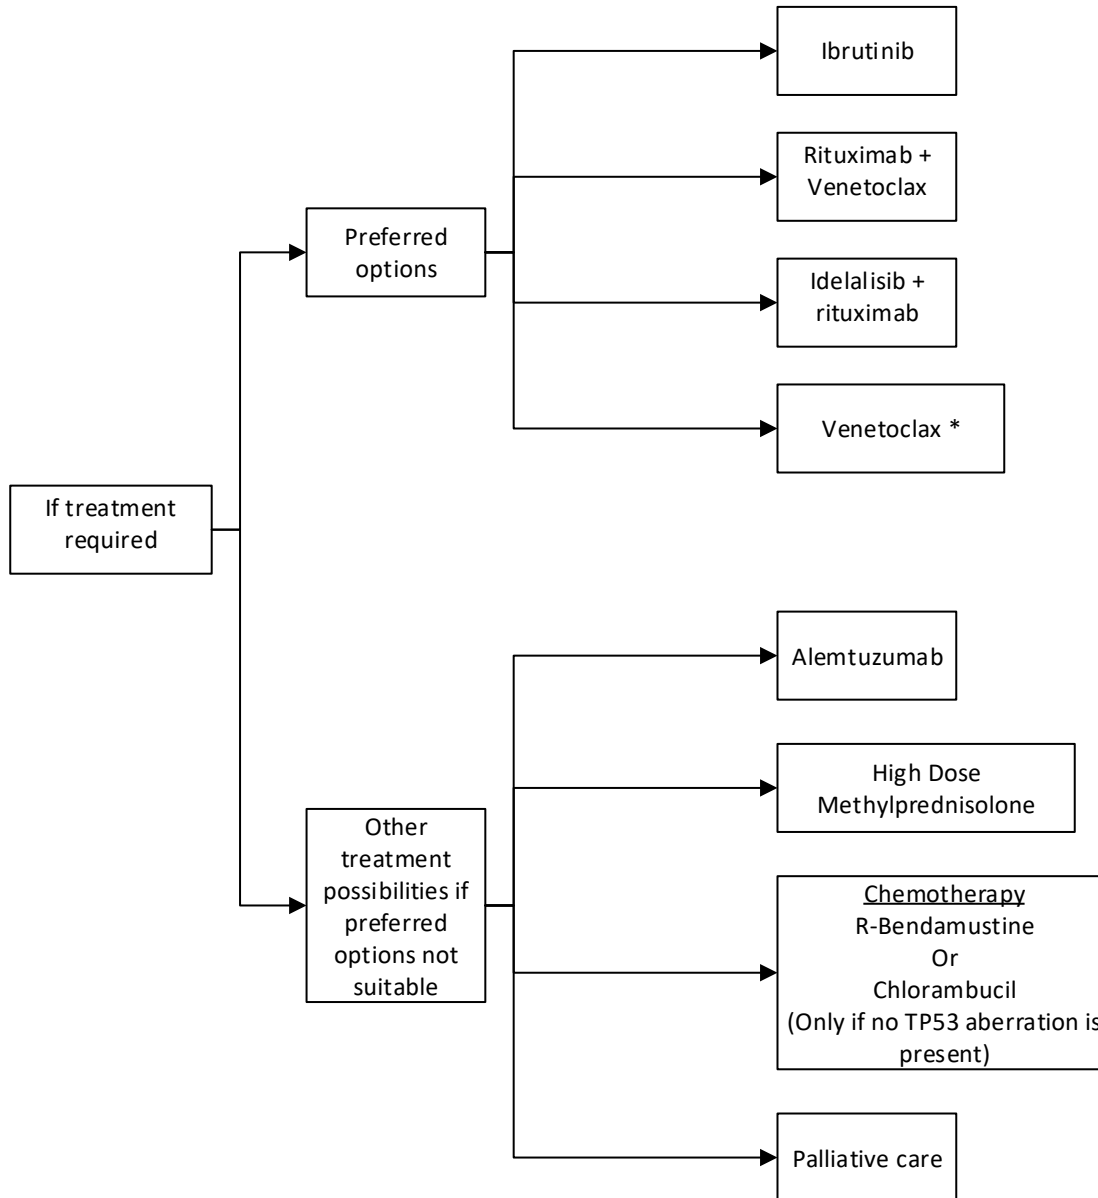 If treatment
required
Preferred
options
Ibrutinib
Rituximab +
Venetoclax
Idelalisib +
rituximab
Venetoclax *
Other
treatment
possibilities if
preferred
options not
suitable
Alemtuzumab
High Dose
Methylprednisolone
Chemotherapy
R-Bendamustine
Or
Chlorambucil
(Only if no TP53 aberration is
present)
Palliative care